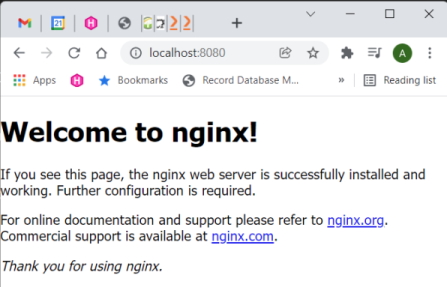 21
localhost:8080
A
Apps
Bookmarks
Record Database M...
»
Reading list
Welcome to nginx!
If you see this page, the nginx web server is successfully installed and
working. Further configuration is required.
For online documentation and support please refer to nginx.org.
Commercial support is available at nginx.com.
Thank you for using nginx.